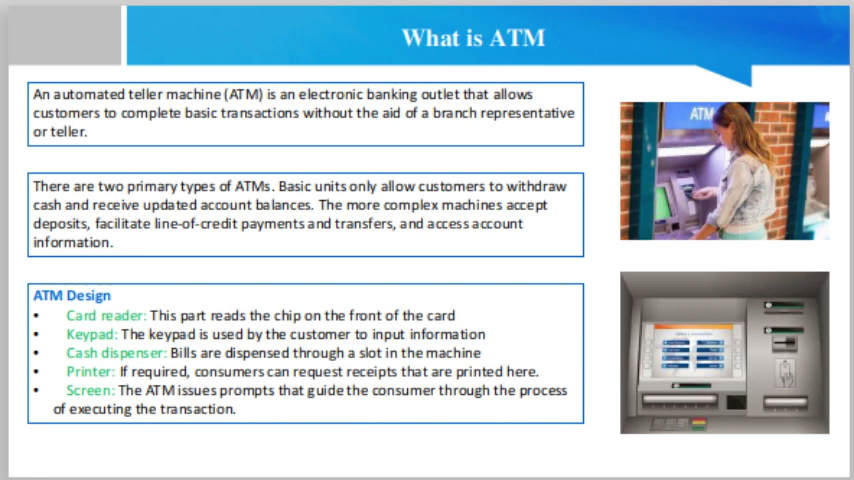 What is ATM
An automated teller machine (ATM) is an electronic banking outlet that allows
customers to complete basic transactions without the aid of a branch representative
or teller.
There are two primary types of ATMs. Basic units only allow customers to withdraw
cash and receive updated account balances. The more complex machines accept
deposits, facilitate line-of-credit payments and transfers, and access account
information.
ATM Design
• Card reader: This part reads the chip on the front of the card
• Keypad: The keypad is used by the customer to input information
• Cash dispenser: Bills are dispensed through a slot in the machine
• Printer: If required, consumers can request receipts that are printed here.
• Screen: The ATM issues prompts that guide the consumer through the process
of executing the transaction.
ATM